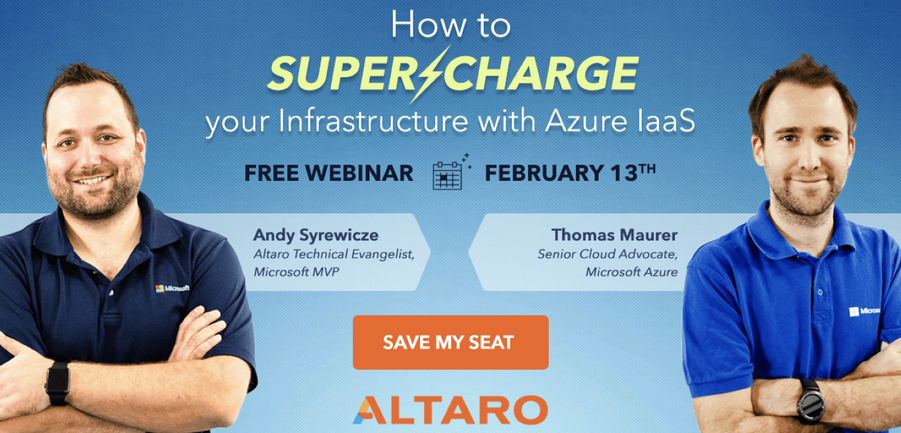 How to
SUPERCHARGE
your Infrastructure with Azure IaaS
FREE WEBINAR FEBRUARY 13TH
Andy Syrewicze
Altaro Technical Evangelist,
Microsoft MVP
Thomas Maurer
Senior Cloud Advocate,
Microsoft Azure
Microsoft
SAVE MY SEAT
ALTARO